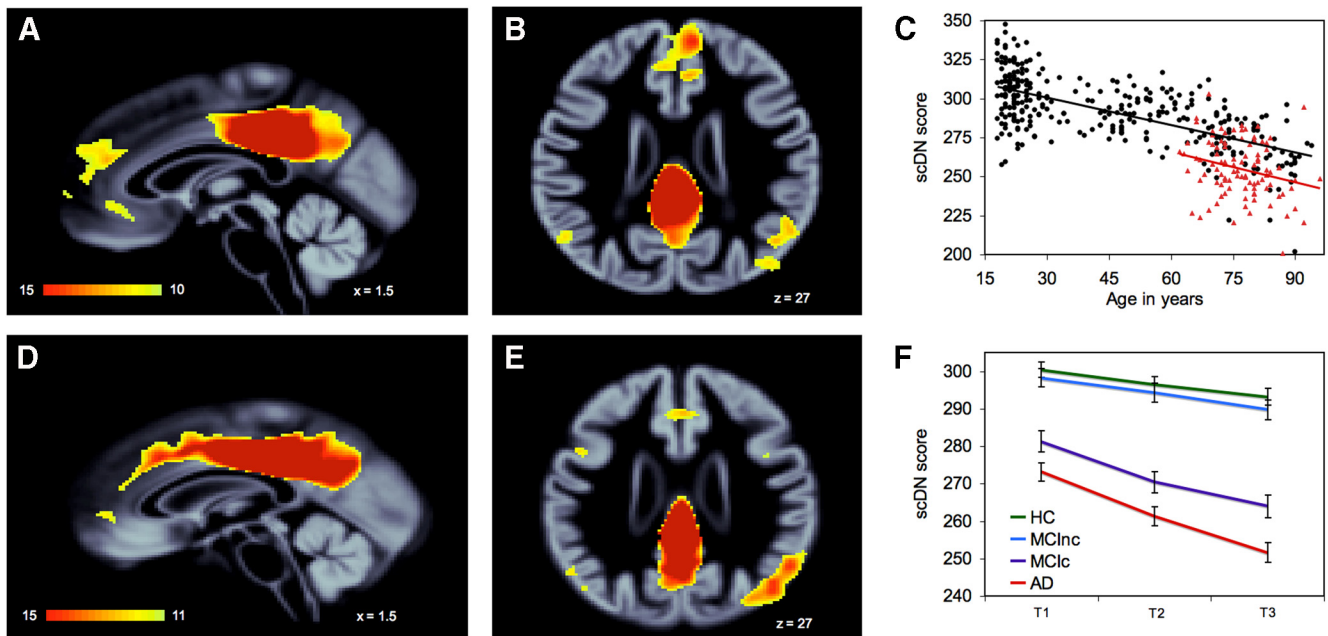 A
15
10
x = 1.5
B
z = 27
C
350
325
300
275
250
225
200
scDN score
15
30
45
60
75
90
Age in years
D
15
11
x = 1.5
E
z = 27
F
300
290
280
270
260
250
240
scDN score
HC
MCInc
MCIc
AD
T1
T2
T3